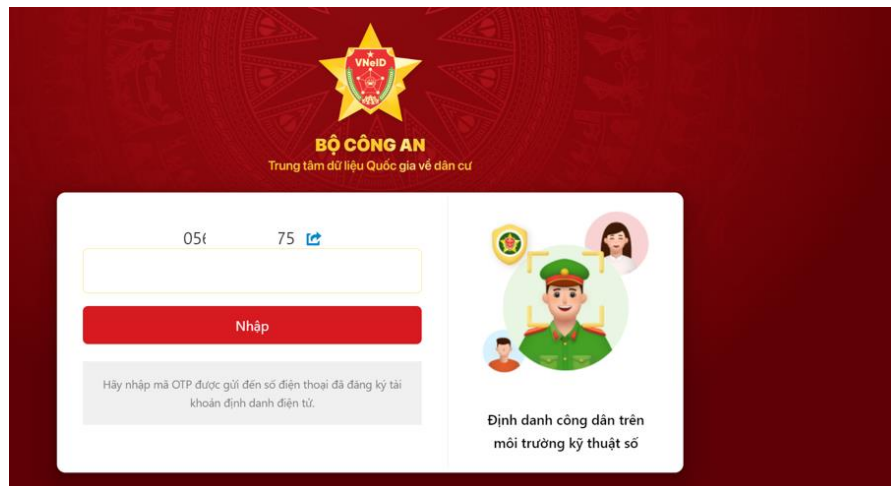 VNeID
BỘ CÔNG AN
Trung tâm dữ liệu Quốc gia về dân cư
056 75
Nhập
Hãy nhập mã OTP được gửi đến số điện thoại đã đăng ký tài
khoản định danh điện tử.
Định danh công dân trên
môi trường kỹ thuật số